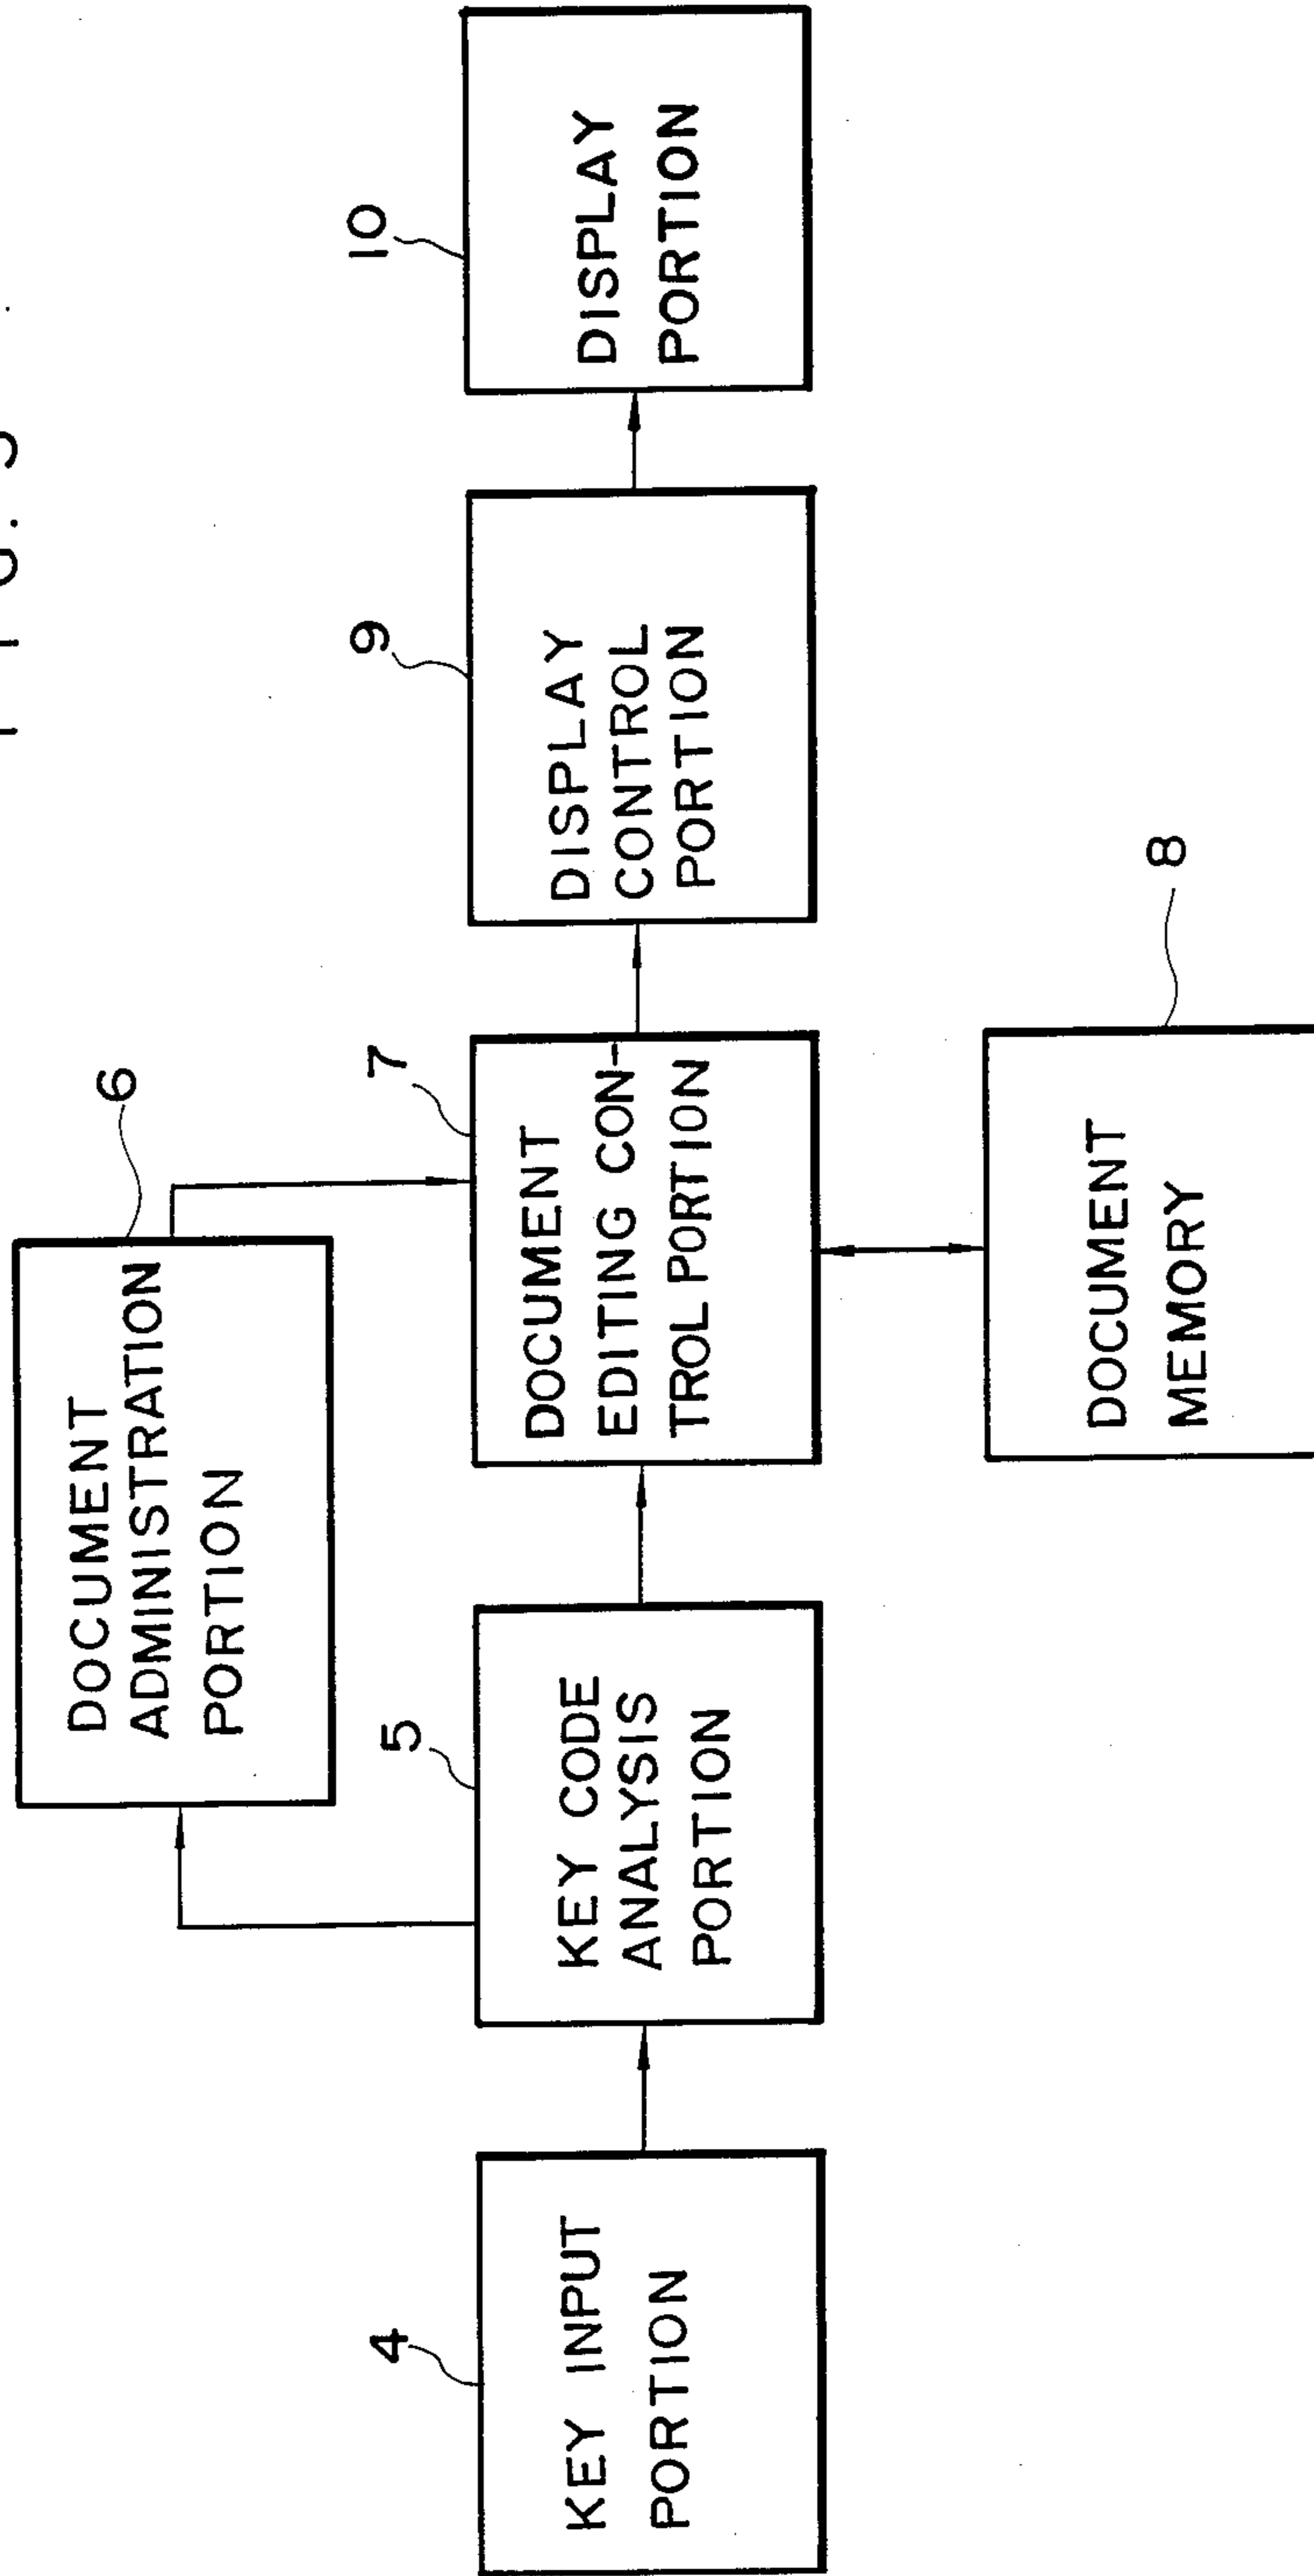 FIG.
6
DOCUMENT
ADMINISTRATION
PORTION
4
KEY INPUT
PORTION
5
KEY CODE
ANALYSIS
PORTION
7
DOCUMENT
EDITING CON-
TROL PORTION
9
DISPLAY
CONTROL
PORTION
10
DISPLAY
PORTION
8
DOCUMENT
MEMORY